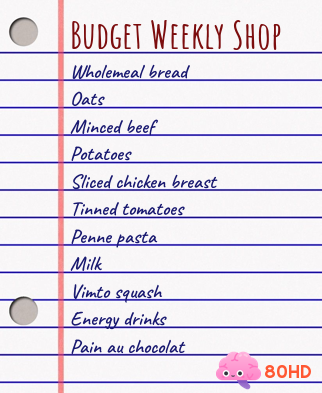 Budget Weekly Shop
Wholemeal bread
Oats
Minced beef
Potatoes
Sliced chicken breast
Tinned tomatoes
Penne pasta
Milk
Vimto squash
Energy drinks
Pain au chocolat
80HD